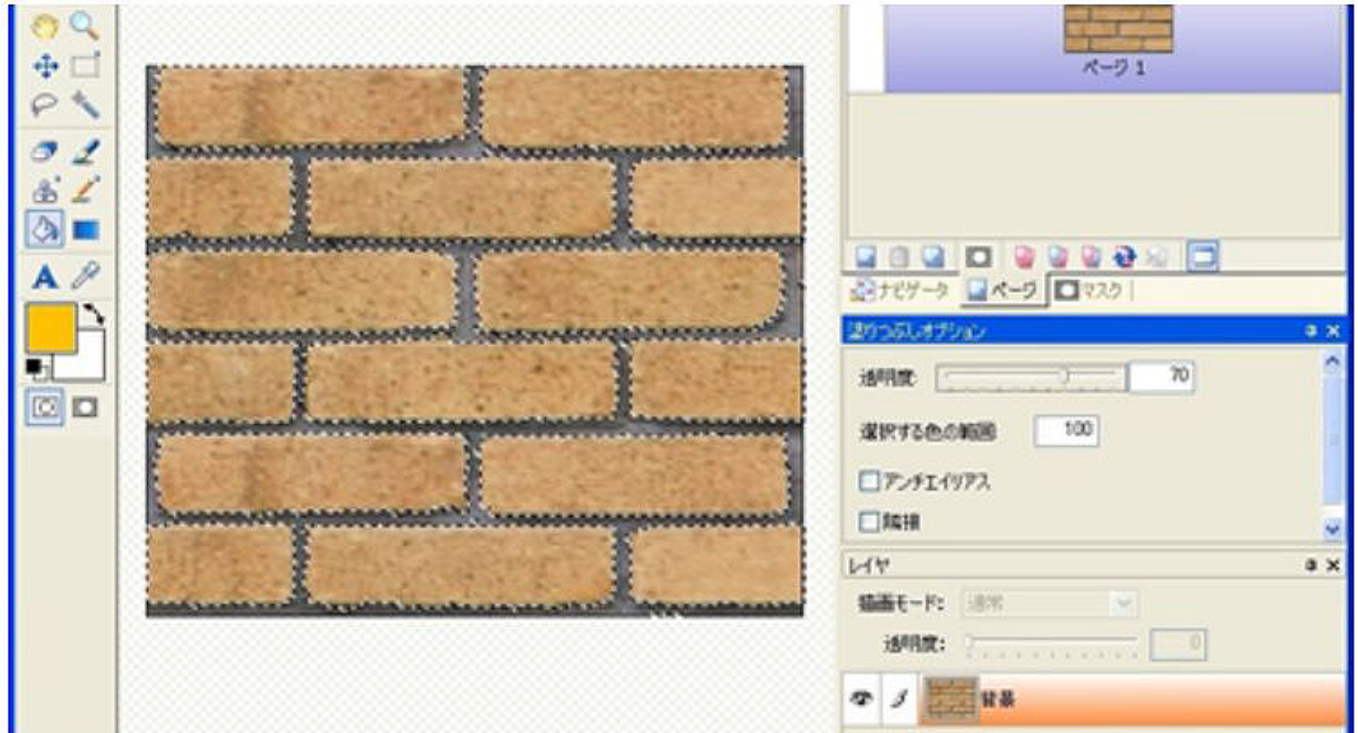 ページ 1
ナビゲータ ページ マスク
塗りつぶしオプション
透明度: 70
選択する色の範囲 100
アンチエイリアス
隣接
レイヤ
描画モード: 通常
透明度: 0
背景
A